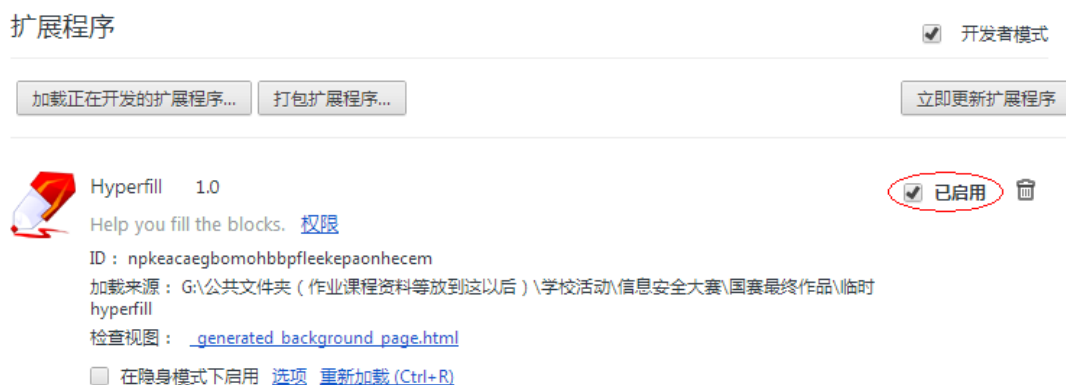 扩展程序
开发者模式
加载正在开发的扩展程序...
打包扩展程序...
立即更新扩展程序
Hyperfill 1.0
已启用
Help you fill the blocks. 权限
ID： npkeacaegbomohbbpfleekepaonhecem
加载来源： G:\公共文件夹（作业课程资料等放到这以后）\学校活动\信息安全大赛\国赛最终作品\临时
hyperfill
检查视图： _generated_background_page.html
在隐身模式下启用 选项 重新加载 (Ctrl+R)